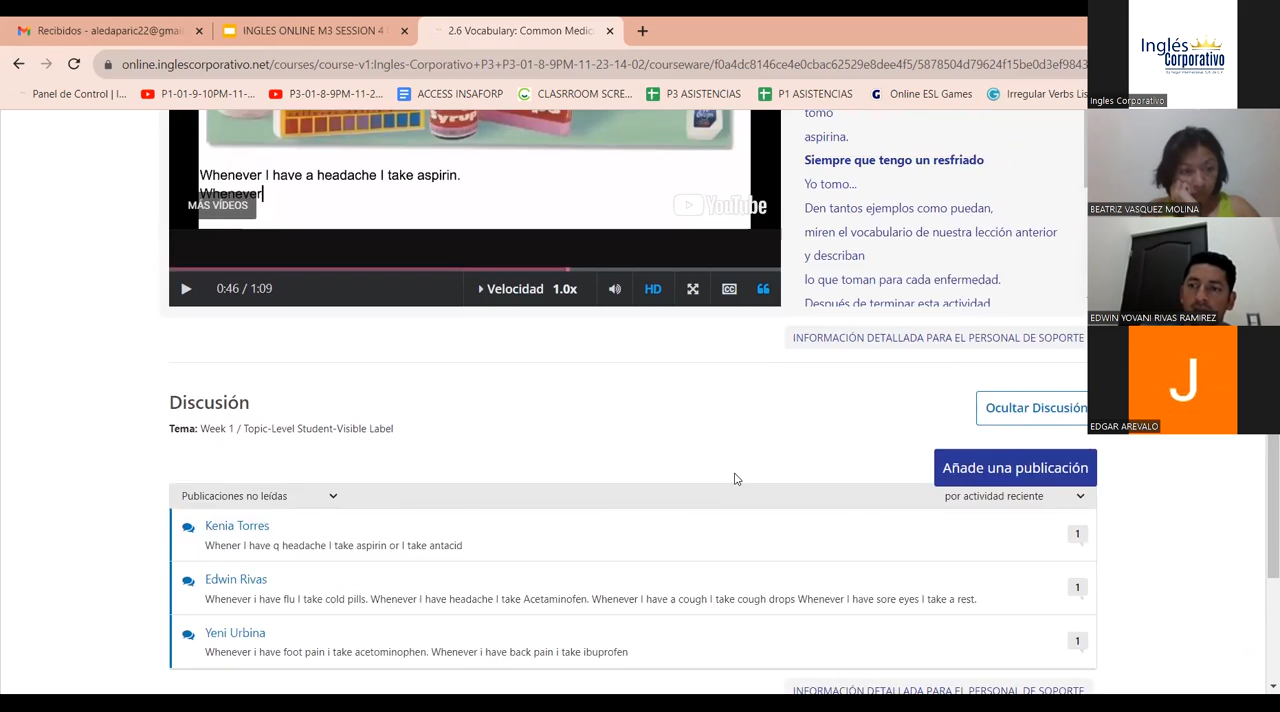 Recibidos - aledaparic22@gmai
INGLES ONLINE M3 SESSION 4
2.6 Vocabulary: Common Medic
online.inglescorporativo.net/courses/course-v1:Ingles-Corporativo+P3+P3-01-8-9PM-11-23-14-02/courseware/f0a4dc8146ce4e0cbac62529e8dee4f5/5878504d79624f15be0d3ef9843
Panel de Control | I...
P1-01-9-10PM-11-...
P3-01-8-9PM-11-2...
ACCESS INSAFORP
CLASRROOM SCRE...
P3 ASISTENCIAS
P1 ASISTENCIAS
Online ESL Games
Irregular Verbs Lis
Inglés
Corporativo
Ingles Corporativo
BEATRIZ VASQUEZ MOLINA
EDWIN YOVANI RIVAS RAMIREZ
J
EDGAR AREVALO
Syrup
Whenever I have a headache I take aspirin.
Whenever
MÁS VÍDEOS
YouTube
0:46 / 1:09
Velocidad 1.0x
HD
CC
tomo
aspirina.
Siempre que tengo un resfriado
Yo tomo...
Den tantos ejemplos como puedan,
miren el vocabulario de nuestra lección anterior
y describan
lo que toman para cada enfermedad.
Después de terminar esta actividad
INFORMACIÓN DETALLADA PARA EL PERSONAL DE SOPORTE
Discusión
Tema: Week 1 / Topic-Level Student-Visible Label
Ocultar Discusión
Añade una publicación
Publicaciones no leídas
por actividad reciente
Kenia Torres
Whener I have q headache I take aspirin or I take antacid
1
Edwin Rivas
Whenever i have flu I take cold pills. Whenever I have headache I take Acetaminofen. Whenever I have a cough I take cough drops Whenever I have sore eyes I take a rest.
1
Yeni Urbina
Whenever i have foot pain i take acetominophen. Whenever i have back pain i take ibuprofen
1
INFORMACIÓN DETALLADA PARA EL PERSONAL DE SOPORTE